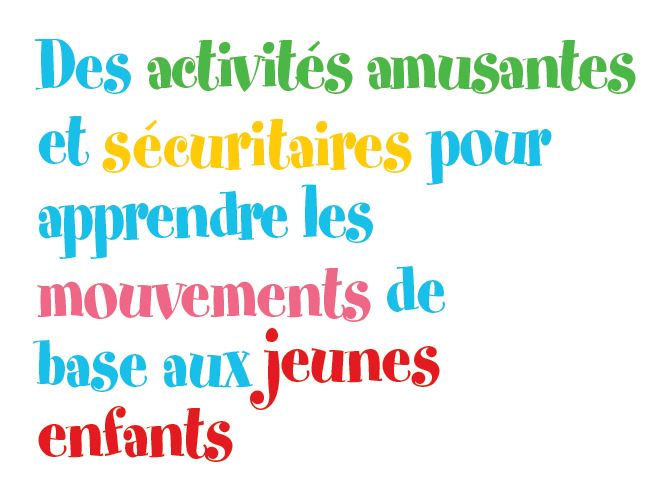 Des activités amusantes
et sécuritaires pour
apprendre les
mouvements de
base aux jeunes
enfants